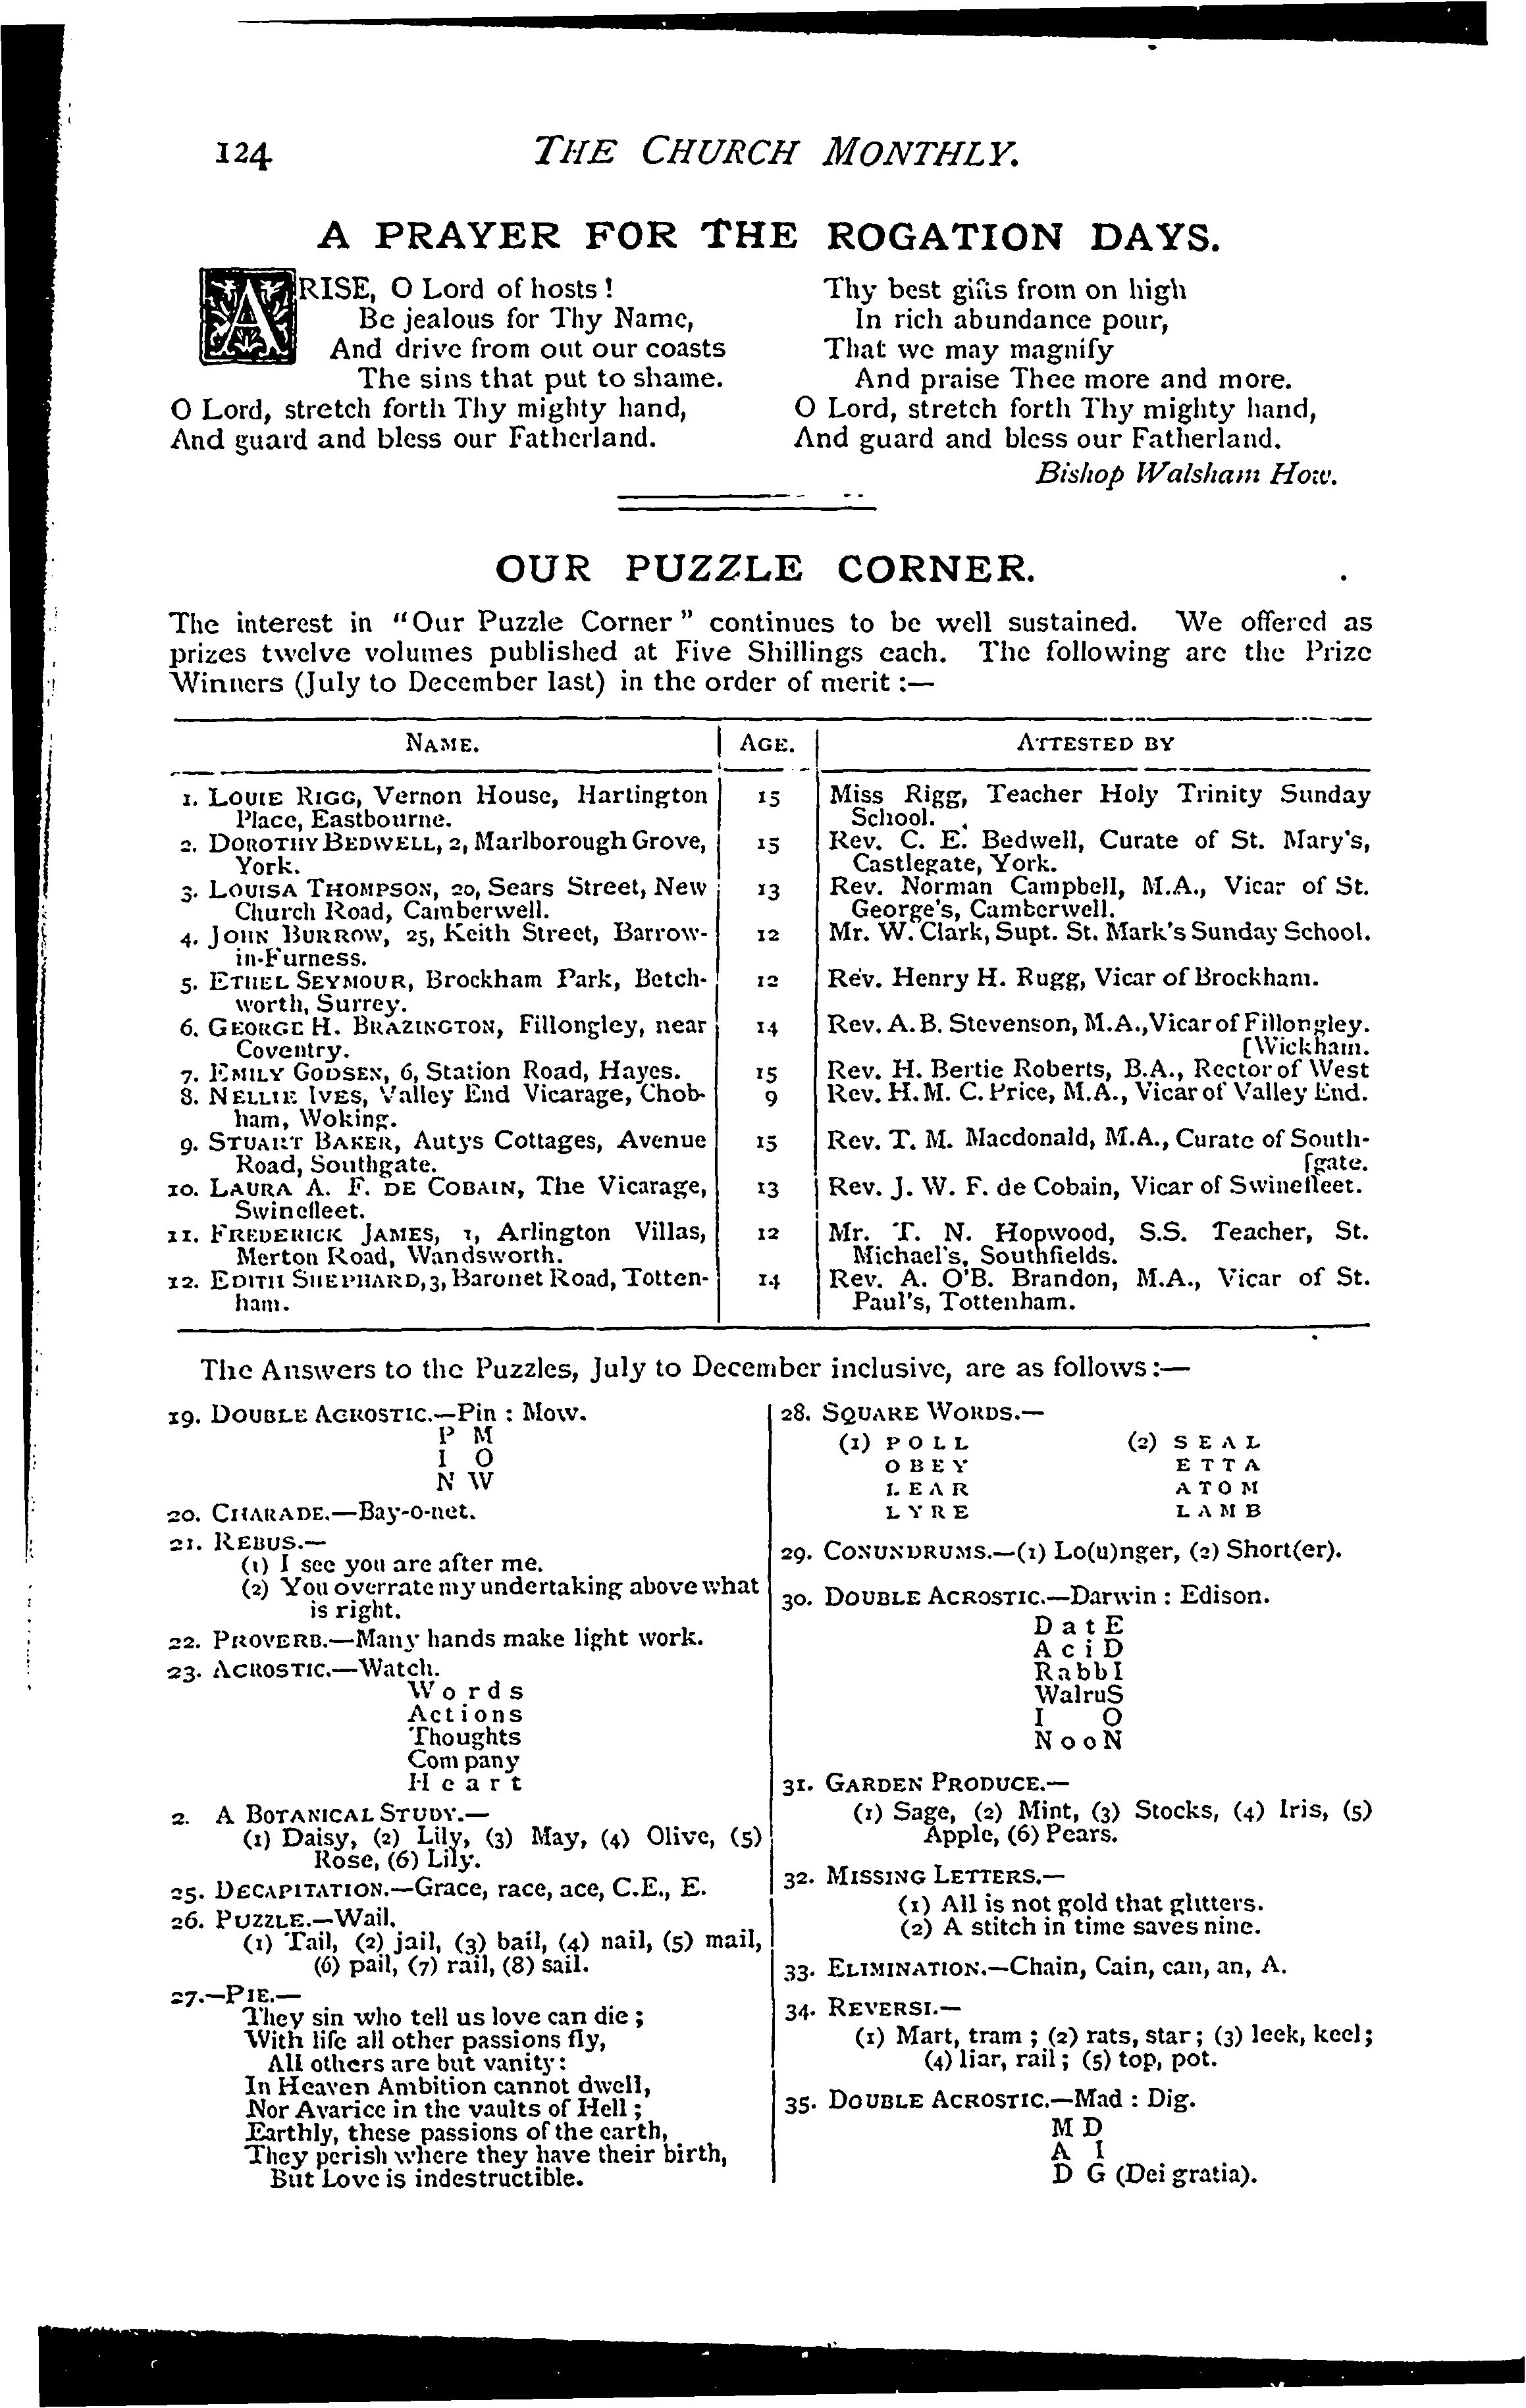 124 THE CHURCH MONTHLY.
A PRAYER FOR THE ROGATION DAYS.
ARISE, O Lord of hosts!
Be jealous for Thy Name,
And drive from out our coasts
The sins that put to shame.
O Lord, stretch forth Thy mighty hand,
And guard and bless our Fatherland.
Thy best gifts from on high
In rich abundance pour,
That we may magnify
And praise Thee more and more.
O Lord, stretch forth Thy mighty hand,
And guard and bless our Fatherland.
Bishop Walsham How.
OUR PUZZLE CORNER.
The interest in "Our Puzzle Corner" continues to be well sustained. We offered as
prizes twelve volumes published at Five Shillings each. The following are the Prize
Winners (July to December last) in the order of merit:—
NAME. AGE. ATTESTED BY
1. LOUIE RIGG, Vernon House, Hartington 15 Miss Rigg, Teacher Holy Trinity Sunday
Place, Eastbourne. School.
2. DOROTHY BEDWELL, 2, Marlborough Grove, 15 Rev. C. E. Bedwell, Curate of St. Mary's,
York. Castlegate, York.
3. LOUISA THOMPSON, 20, Sears Street, New 13 Rev. Norman Campbell, M.A., Vicar of St.
Church Road, Camberwell. George's, Camberwell.
4. JOHN BURROW, 25, Keith Street, Barrow- 12 Mr. W. Clark, Supt. St. Mark's Sunday School.
in-Furness.
5. ETHEL SEYMOUR, Brockham Park, Betch- 12 Rev. Henry H. Rugg, Vicar of Brockham.
worth, Surrey.
6. GEORGE H. BRAZINGTON, Fillongley, near 14 Rev. A. B. Stevenson, M.A., Vicar of Fillongley.
Coventry. [Wickham.
7. EMILY GODSEN, 6, Station Road, Hayes. 15 Rev. H. Bertie Roberts, B.A., Rector of West
8. NELLIE IVES, Valley End Vicarage, Chob- 9 Rev. H. M. C. Price, M.A., Vicar of Valley End.
ham, Woking.
9. STUART BAKER, Autys Cottages, Avenue 15 Rev. T. M. Macdonald, M.A., Curate of South-
Road, Southgate. [gate.
10. LAURA A. F. DE COBAIN, The Vicarage, 13 Rev. J. W. F. de Cobain, Vicar of Swinefleet.
Swinefleet.
11. FREDERICK JAMES, 1, Arlington Villas, 12 Mr. T. N. Hopwood, S.S. Teacher, St.
Merton Road, Wandsworth. Michael's, Southfields.
12. EDITH SHEPHARD, 3, Baronet Road, Totten- 14 Rev. A. O'B. Brandon, M.A., Vicar of St.
ham. Paul's, Tottenham.
The Answers to the Puzzles, July to December inclusive, are as follows:—
19. DOUBLE ACROSTIC.—Pin : Mow.
P M
I O
N W
20. CHARADE.—Bay-o-net.
21. REBUS.—
(1) I see you are after me.
(2) You overrate my undertaking above what
is right.
22. PROVERB.—Many hands make light work.
23. ACROSTIC.—Watch.
Words
Actions
Thoughts
Company
Heart
2. A BOTANICAL STUDY.—
(1) Daisy, (2) Lily, (3) May, (4) Olive, (5)
Rose, (6) Lily.
25. DECAPITATION.—Grace, race, ace, C.E., E.
26. PUZZLE.—Wail.
(1) Tail, (2) jail, (3) bail, (4) nail, (5) mail,
(6) pail, (7) rail, (8) sail.
27.—PIE.—
They sin who tell us love can die;
With life all other passions fly,
All others are but vanity:
In Heaven Ambition cannot dwell,
Nor Avarice in the vaults of Hell;
Earthly, these passions of the earth,
They perish where they have their birth,
But Love is indestructible.
28. SQUARE WORDS.—
(1) POLL (2) SEAL
OBEY ETTA
LEAR ATOM
LYRE LAMB
29. CONUNDRUMS.—(1) Lo(u)nger, (2) Short(er).
30. DOUBLE ACROSTIC.—Darwin : Edison.
DatE
AciD
RabbI
WalruS
I O
NooN
31. GARDEN PRODUCE.—
(1) Sage, (2) Mint, (3) Stocks, (4) Iris, (5)
Apple, (6) Pears.
32. MISSING LETTERS.—
(1) All is not gold that glitters.
(2) A stitch in time saves nine.
33. ELIMINATION.—Chain, Cain, can, an, A.
34. REVERSI.—
(1) Mart, tram; (2) rats, star; (3) leek, keel;
(4) liar, rail; (5) top, pot.
35. DOUBLE ACROSTIC.—Mad : Dig.
M D
A I
D G (Dei gratia).